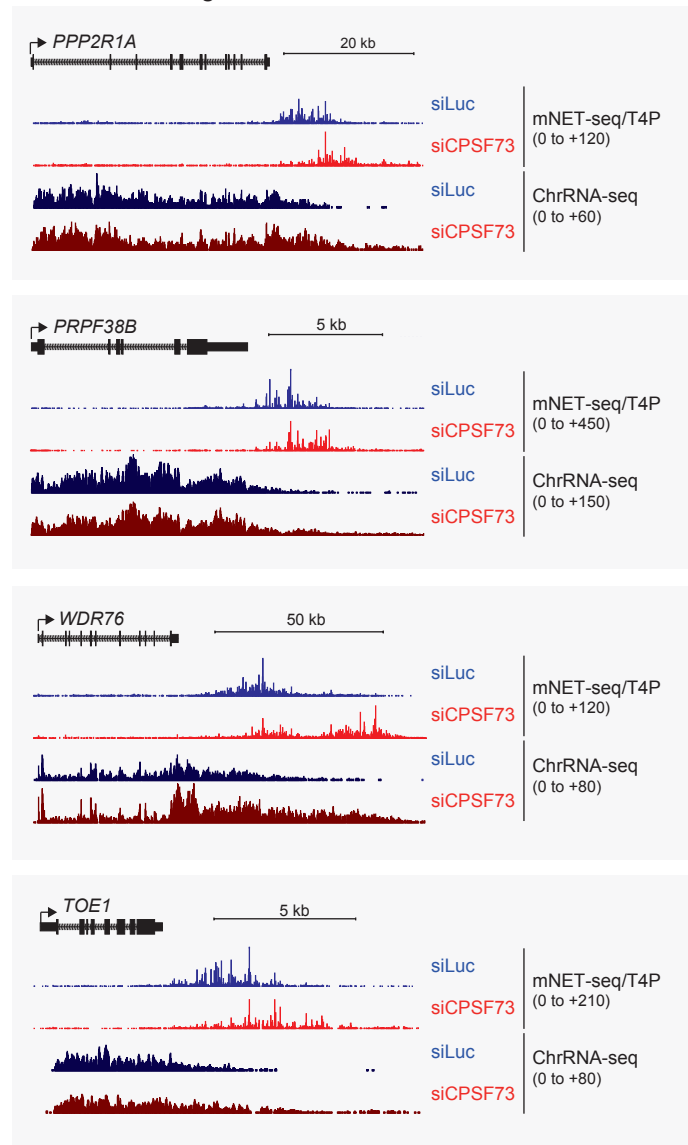 PPP2R1A
20 kb
siLuc
mNET-seq/T4P
(0 to +120)
siCPSF73
siLuc
ChrRNA-seq
(0 to +60)
siCPSF73
PRPF38B
5 kb
siLuc
mNET-seq/T4P
(0 to +450)
siCPSF73
siLuc
ChrRNA-seq
(0 to +150)
siCPSF73
WDR76
50 kb
siLuc
mNET-seq/T4P
(0 to +120)
siCPSF73
siLuc
ChrRNA-seq
(0 to +80)
siCPSF73
TOE1
5 kb
siLuc
mNET-seq/T4P
(0 to +210)
siCPSF73
siLuc
ChrRNA-seq
(0 to +80)
siCPSF73